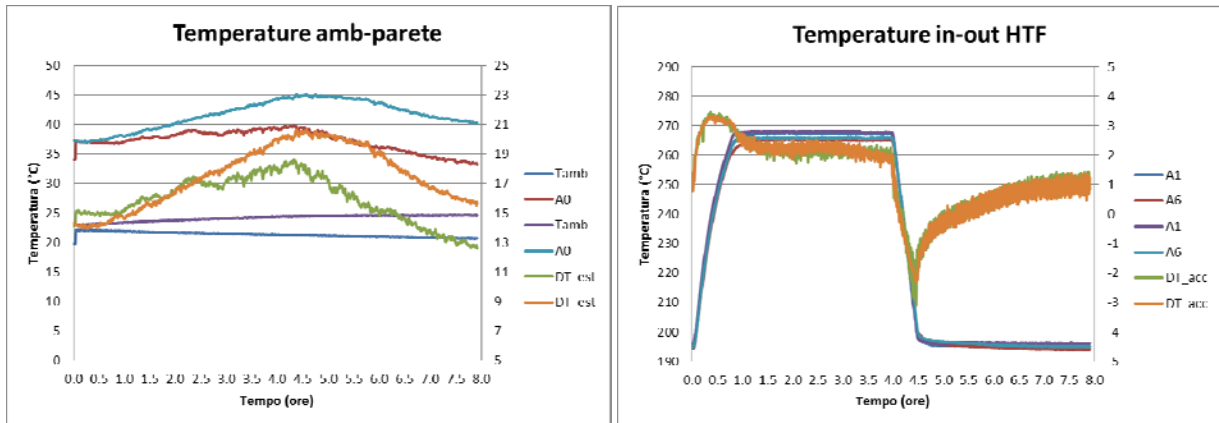 Temperature amb-parete
50
45
40
35
30
25
20
15
10
5
0
25
23
21
19
17
15
13
11
9
7
5
Temperatura (°C)
0.0 0.5 1.0 1.5 2.0 2.5 3.0 3.5 4.0 4.5 5.0 5.5 6.0 6.5 7.0 7.5 8.0
Tempo (ore)
Tamb
A0
Tamb
A0
DT_est
DT_est
Temperature in-out HTF
290
280
270
260
250
240
230
220
210
200
190
5
4
3
2
1
0
-1
-2
-3
-4
-5
Temperatura (°C)
0.0 0.5 1.0 1.5 2.0 2.5 3.0 3.5 4.0 4.5 5.0 5.5 6.0 6.5 7.0 7.5 8.0
Tempo (ore)
A1
A6
A1
A6
DT_acc
DT_acc